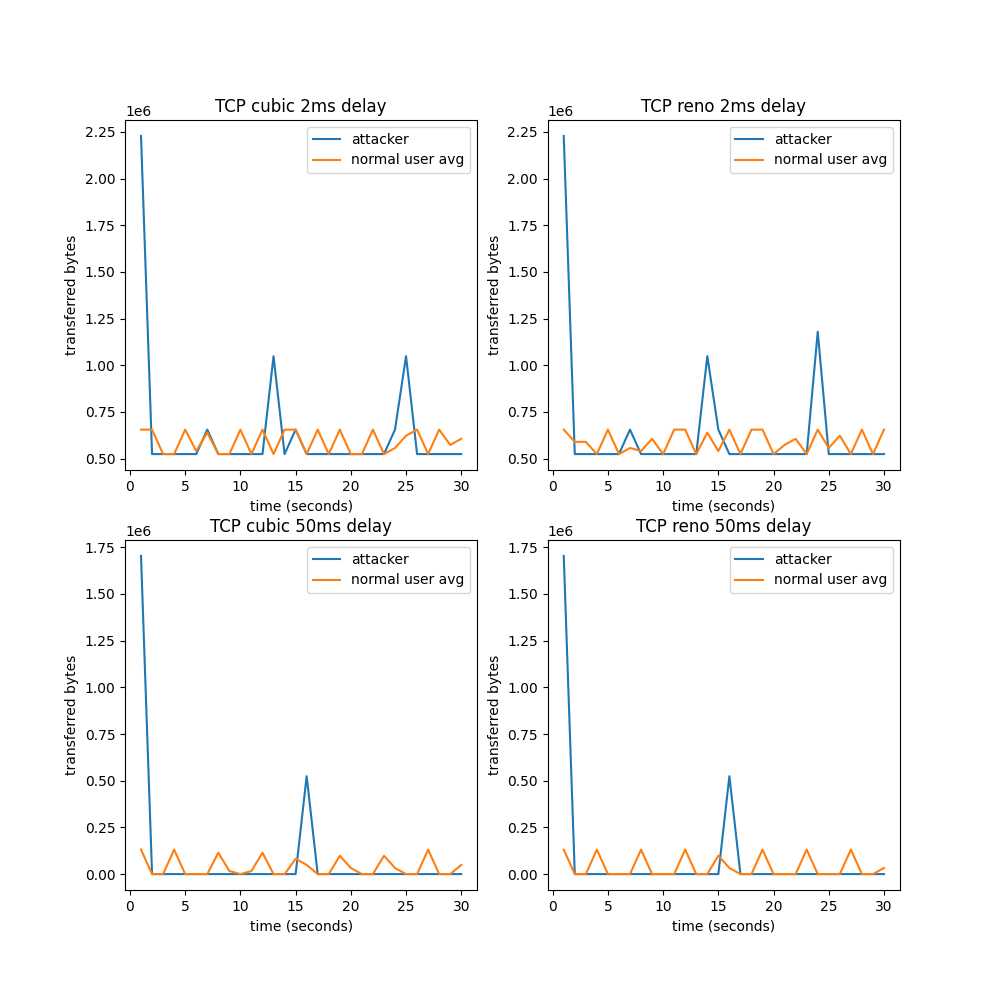 TCP cubic 2ms delay
1e6
attacker
normal user avg
2.25
2.00
1.75
1.50
1.25
1.00
0.75
0.50
transferred bytes
0 5 10 15 20 25 30
time (seconds)
TCP reno 2ms delay
1e6
attacker
normal user avg
2.25
2.00
1.75
1.50
1.25
1.00
0.75
0.50
transferred bytes
0 5 10 15 20 25 30
time (seconds)
TCP cubic 50ms delay
1e6
attacker
normal user avg
1.75
1.50
1.25
1.00
0.75
0.50
0.25
0.00
transferred bytes
0 5 10 15 20 25 30
time (seconds)
TCP reno 50ms delay
1e6
attacker
normal user avg
1.75
1.50
1.25
1.00
0.75
0.50
0.25
0.00
transferred bytes
0 5 10 15 20 25 30
time (seconds)